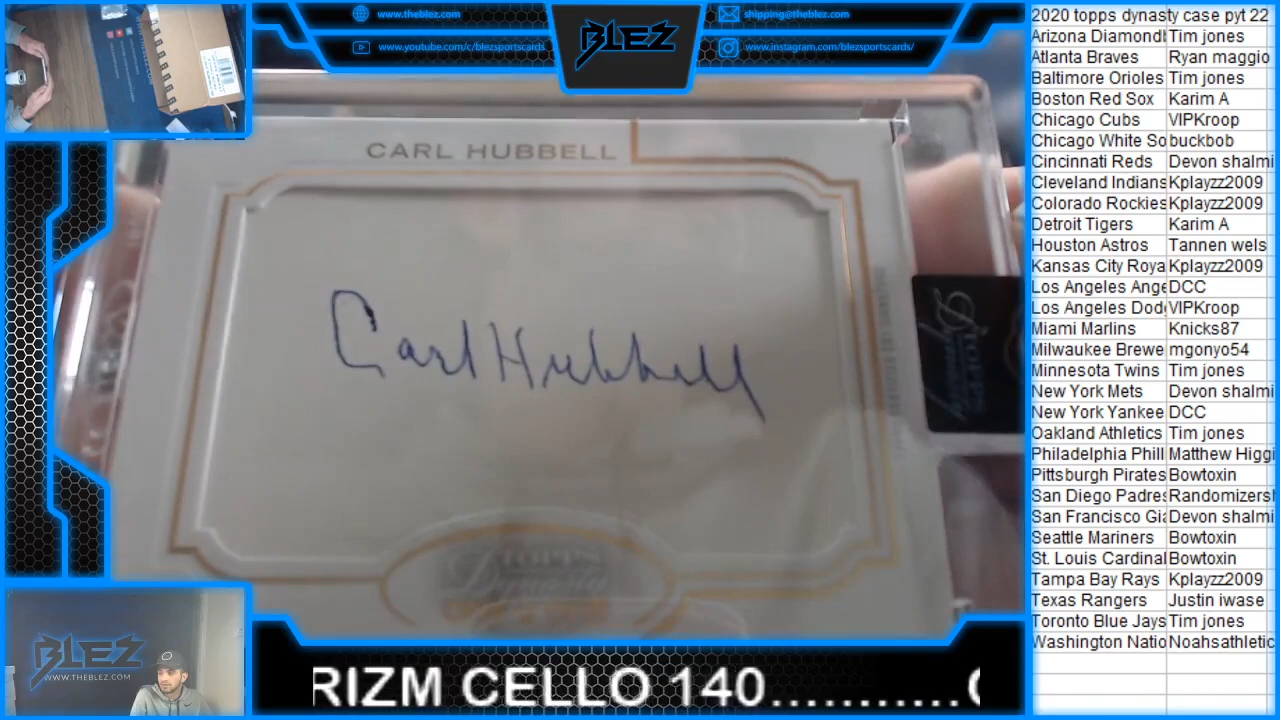 www.theblez.com
www.youtube.com/c/blezsportscards
BLEZ
shipping@theblez.com
www.instagram.com/blezsportscards/
CARL HUBBELL
Carl Hubbell
TOPPS
Dynasty
TOPPS
Dynasty
BLEZ
WWW.THEBLEZ.COM
RIZM CELLO 140...........
2020 topps dynasty case pyt 22
Arizona Diamond Tim jones
Atlanta Braves Ryan maggio
Baltimore Orioles Tim jones
Boston Red Sox Karim A
Chicago Cubs VIPKroop
Chicago White So buckbob
Cincinnati Reds Devon shalmi
Cleveland Indians Kplayzz2009
Colorado Rockies Kplayzz2009
Detroit Tigers Karim A
Houston Astros Tannen wels
Kansas City Roya Kplayzz2009
Los Angeles Ange DCC
Los Angeles Dod VIPKroop
Miami Marlins Knicks87
Milwaukee Brewe mgonyo54
Minnesota Twins Tim jones
New York Mets Devon shalmi
New York Yankee DCC
Oakland Athletics Tim jones
Philadelphia Phill Matthew Higgi
Pittsburgh Pirates Bowtoxin
San Diego Padres Randomizers
San Francisco Gia Devon shalmi
Seattle Mariners Bowtoxin
St. Louis Cardinal Bowtoxin
Tampa Bay Rays Kplayzz2009
Texas Rangers Justin iwase
Toronto Blue Jays Tim jones
Washington Natio Noahsathletic